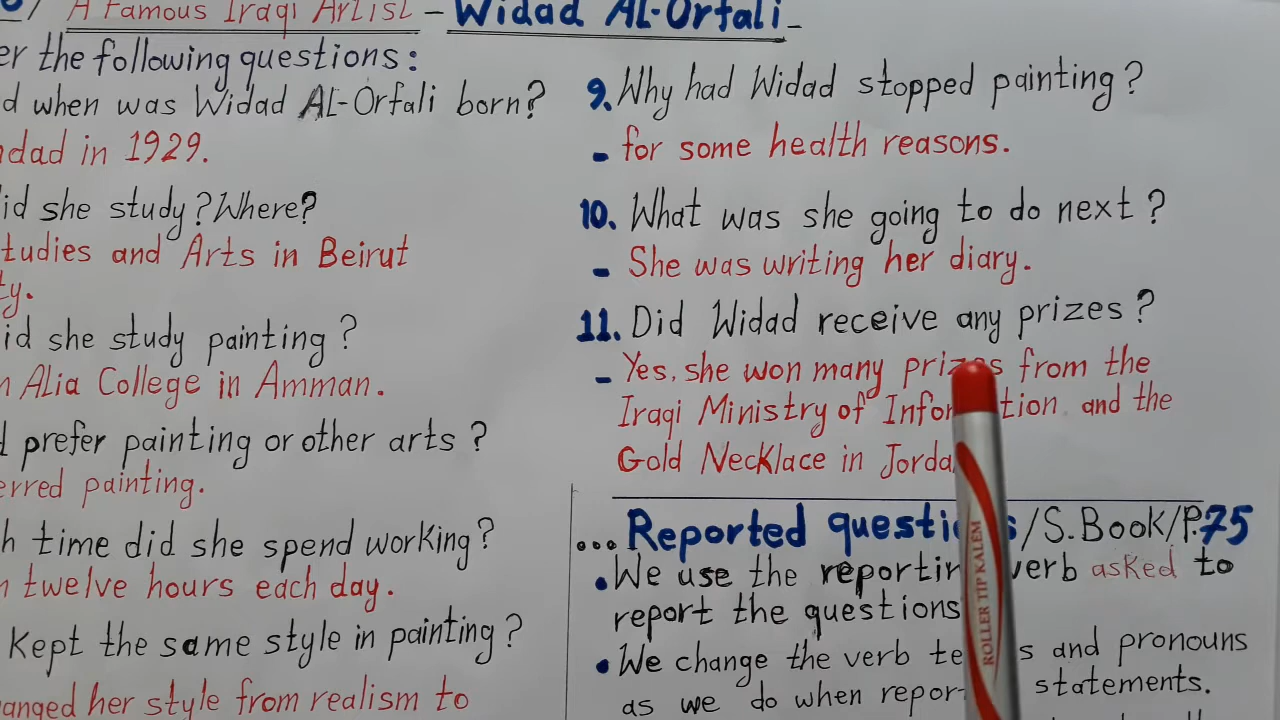 A Famous Iraqi Artist - Widad AL-Orfali -
er the following questions:
d when was Widad AL-Orfali born?
dad in 1929.
id she study? Where?
tudies and Arts in Beirut
ty.
id she study painting ?
n Alia College in Amman.
d prefer painting or other arts ?
erred painting.
h time did she spend working?
n twelve hours each day.
Kept the same style in painting ?
anged her style from realism to
9. Why had Widad stopped painting ?
- for some health reasons.
10. What was she going to do next ?
- She was writing her diary.
11. Did Widad receive any prizes ?
- Yes, she won many prizes from the
Iraqi Ministry of Infor tion and the
Gold Necklace in Jorda
... Reported questi s/S.Book/P.75
• We use the reportin verb asked to
report the questions
• We change the verb te s and pronouns
as we do when repor statements.
ROLLER TIP KALEM